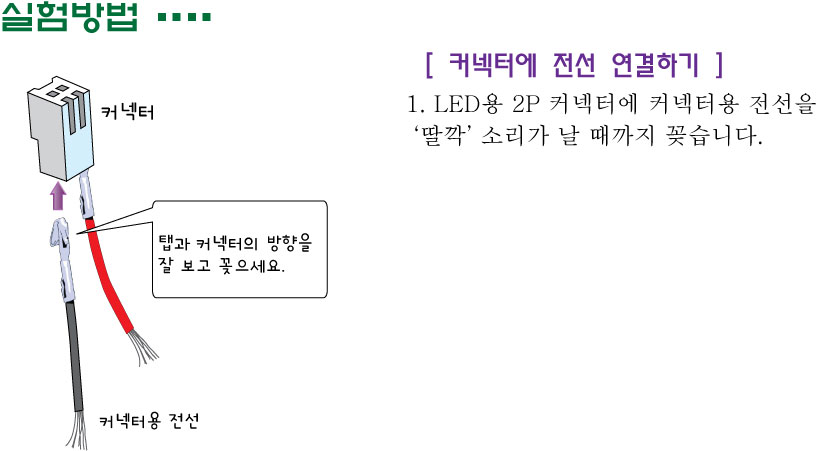 실험방법 ▪▪▪▪
[ 커넥터에 전선 연결하기 ]
1. LED용 2P 커넥터에 커넥터용 전선을
‘딸깍’ 소리가 날 때까지 꽂습니다.
커넥터
탭과 커넥터의 방향을
잘 보고 꽂으세요.
커넥터용 전선